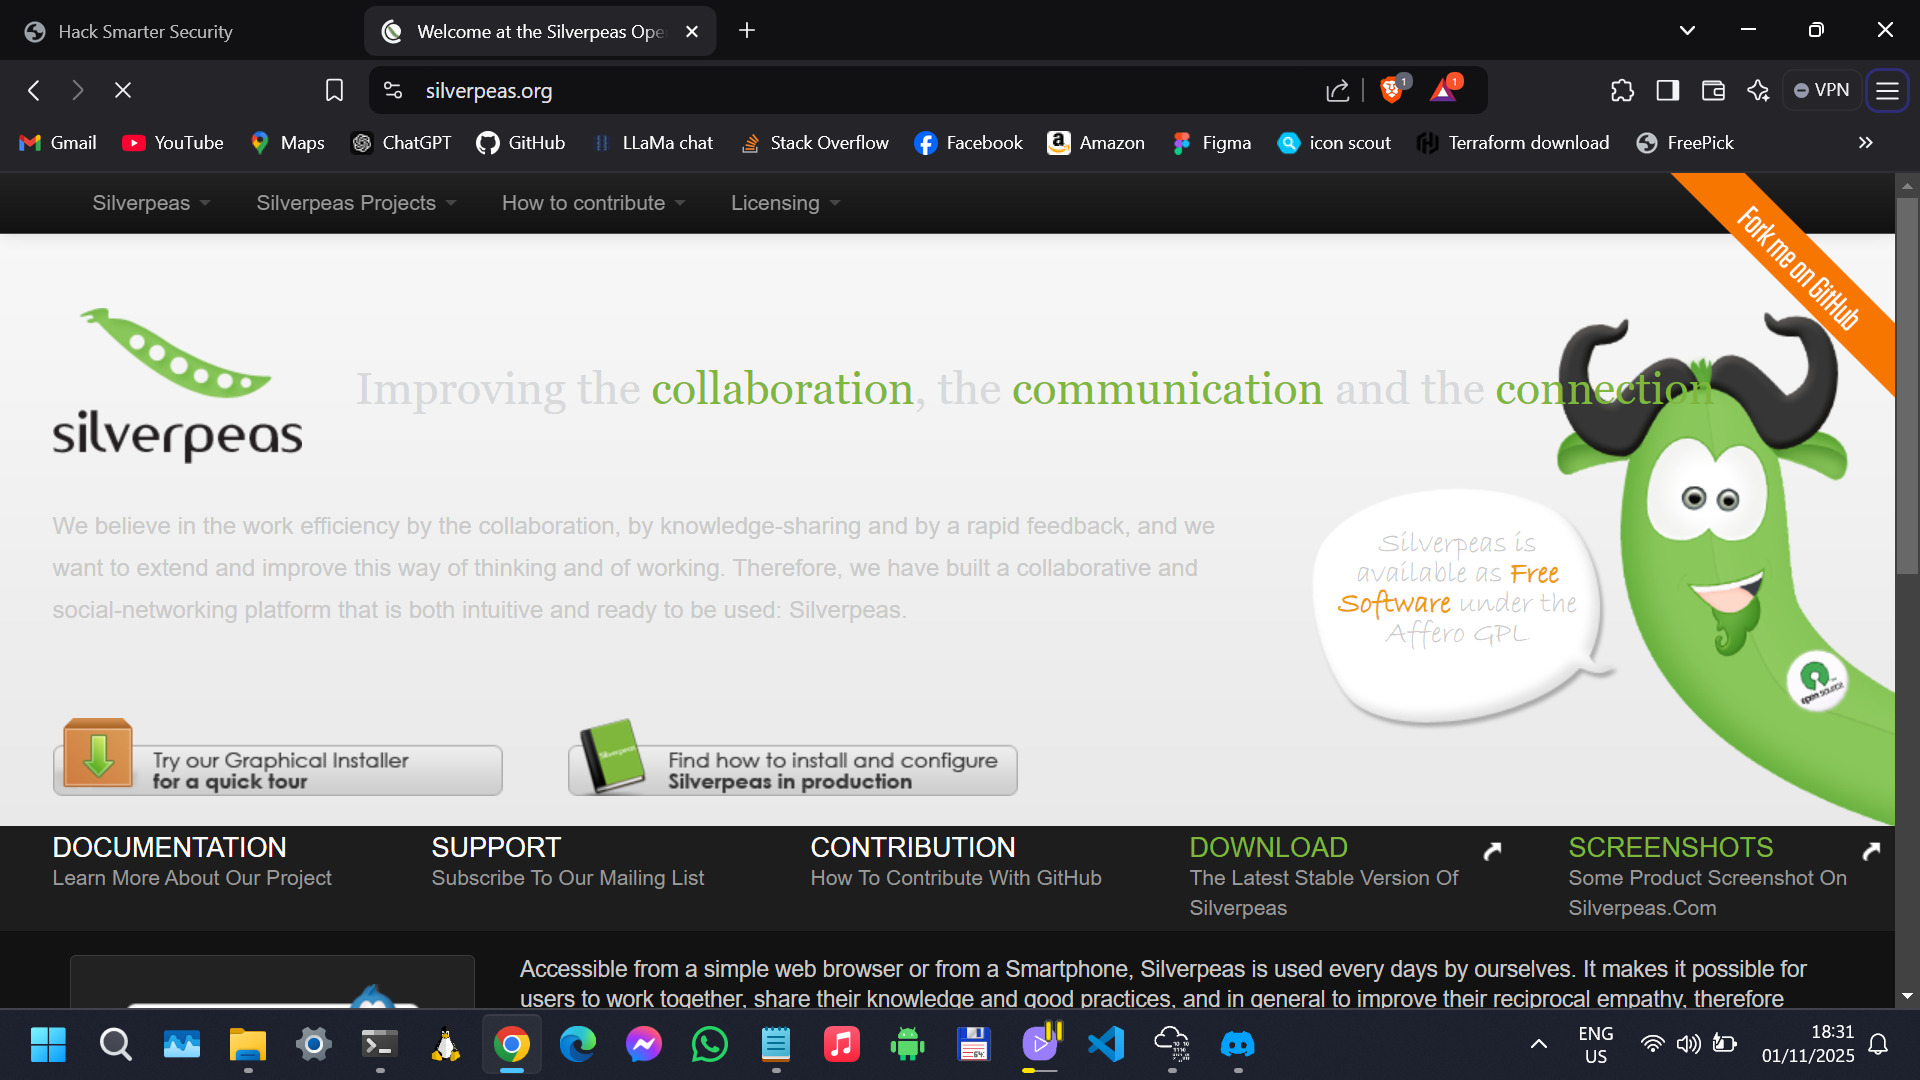 Hack Smarter Security
Welcome at the Silverpeas Ope
silverpeas.org
1
1
VPN
Gmail
YouTube
Maps
ChatGPT
GitHub
LLaMa chat
Stack Overflow
Facebook
Amazon
Figma
icon scout
Terraform download
FreePick
Silverpeas
Silverpeas Projects
How to contribute
Licensing
Fork me on GitHub
silverpeas
Improving the collaboration, the communication and the connection
We believe in the work efficiency by the collaboration, by knowledge-sharing and by a rapid feedback, and we
want to extend and improve this way of thinking and of working. Therefore, we have built a collaborative and
social-networking platform that is both intuitive and ready to be used: Silverpeas.
Silverpeas is
available as Free
Software under the
Affero GPL
open source
Try our Graphical Installer
for a quick tour
Silverpeas
Find how to install and configure
Silverpeas in production
DOCUMENTATION
Learn More About Our Project
SUPPORT
Subscribe To Our Mailing List
CONTRIBUTION
How To Contribute With GitHub
DOWNLOAD
The Latest Stable Version Of
Silverpeas
SCREENSHOTS
Some Product Screenshot On
Silverpeas.Com
Accessible from a simple web browser or from a Smartphone, Silverpeas is used every days by ourselves. It makes it possible for
users to work together, share their knowledge and good practices, and in general to improve their reciprocal empathy, therefore
ENG
US
18:31
01/11/2025